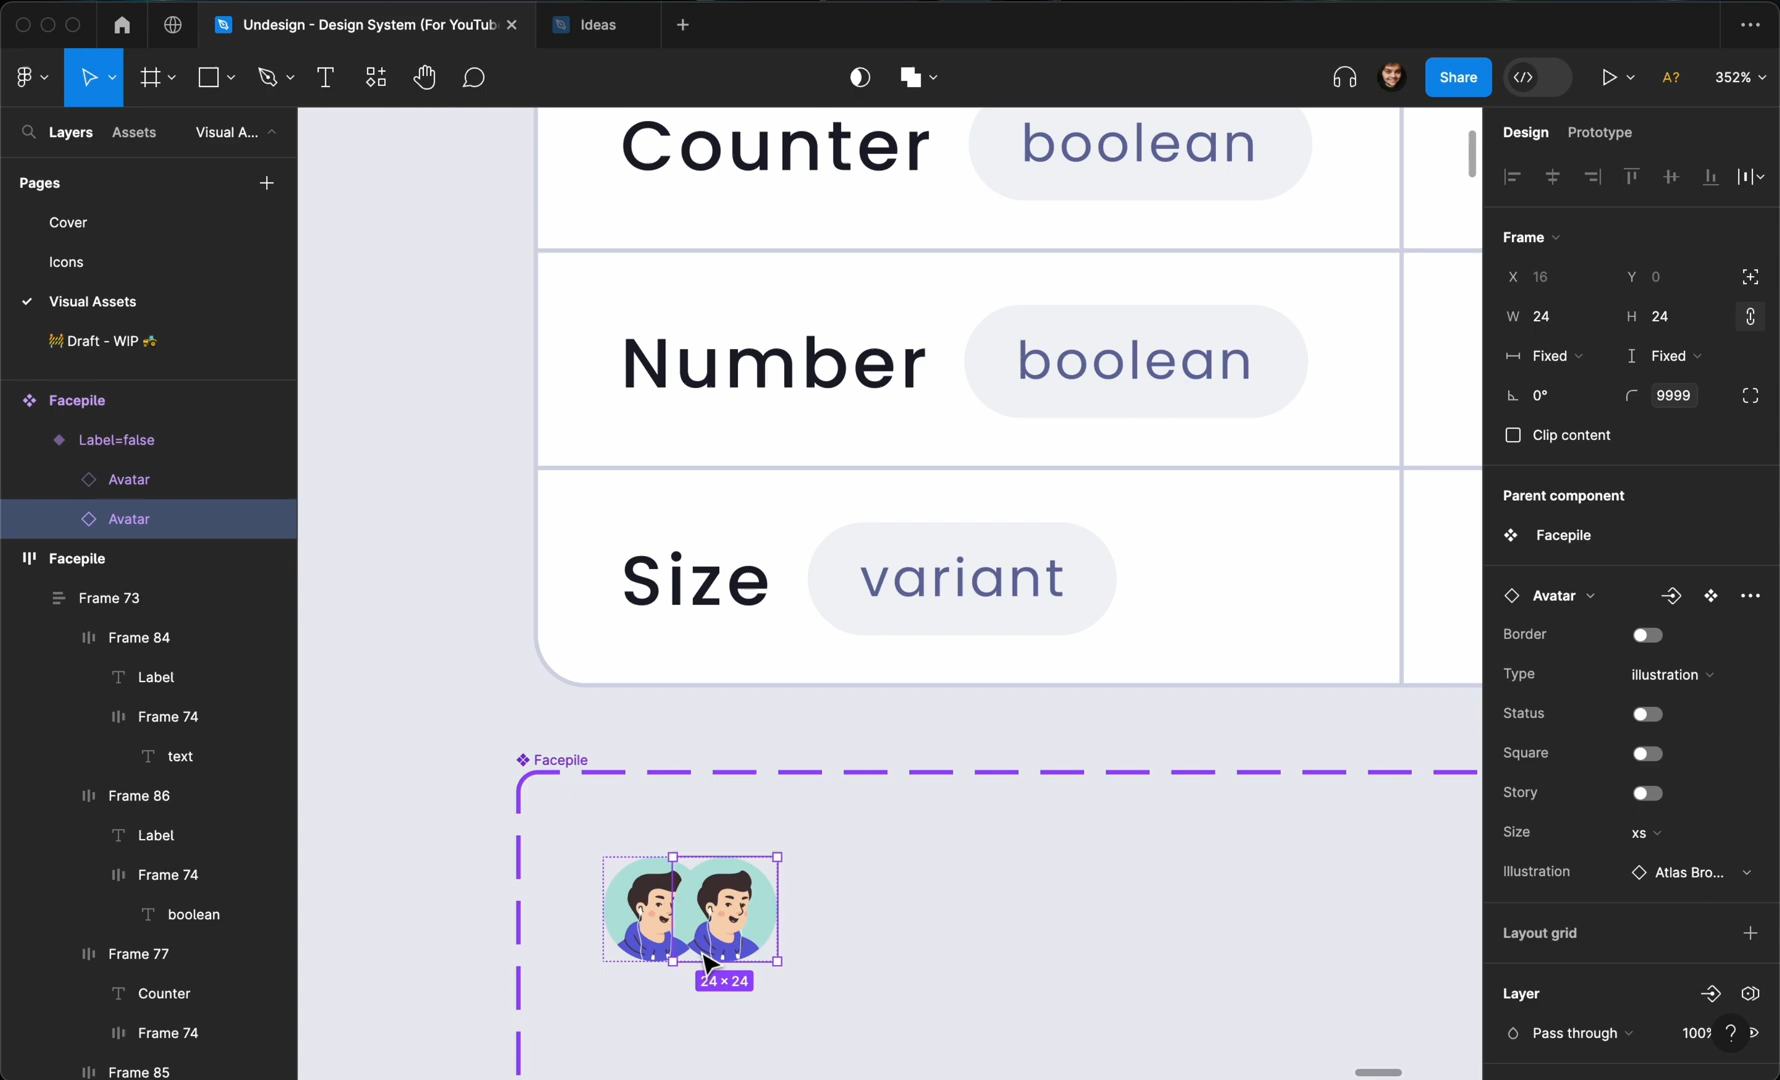 Undesign - Design System (For YouTub
Ideas
Share
A?
352%
Layers
Assets
Visual A...
Pages
Cover
Icons
Visual Assets
🚧 Draft - WIP 🚜
Facepile
Label=false
Avatar
Avatar
Facepile
Frame 73
Frame 84
Label
Frame 74
text
Frame 86
Label
Frame 74
boolean
Frame 77
Counter
Frame 74
Frame 85
Counter boolean
Number boolean
Size variant
Facepile
24 × 24
Design
Prototype
Frame
X 16 Y 0
W 24 H 24
Fixed Fixed
0° 9999
Clip content
Parent component
Facepile
Avatar
Border
Type illustration
Status
Square
Story
Size xs
Illustration Atlas Bro...
Layout grid
Layer
Pass through 100% ?